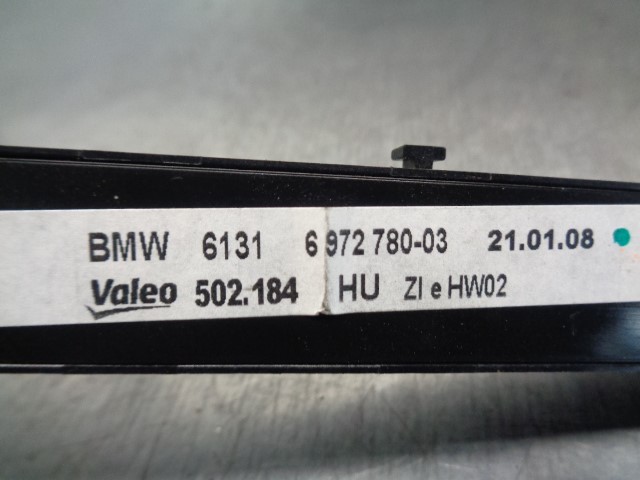 BMW 6131 6 972 780-03 21.01.08
Valeo 502.184 HU ZI e HW02